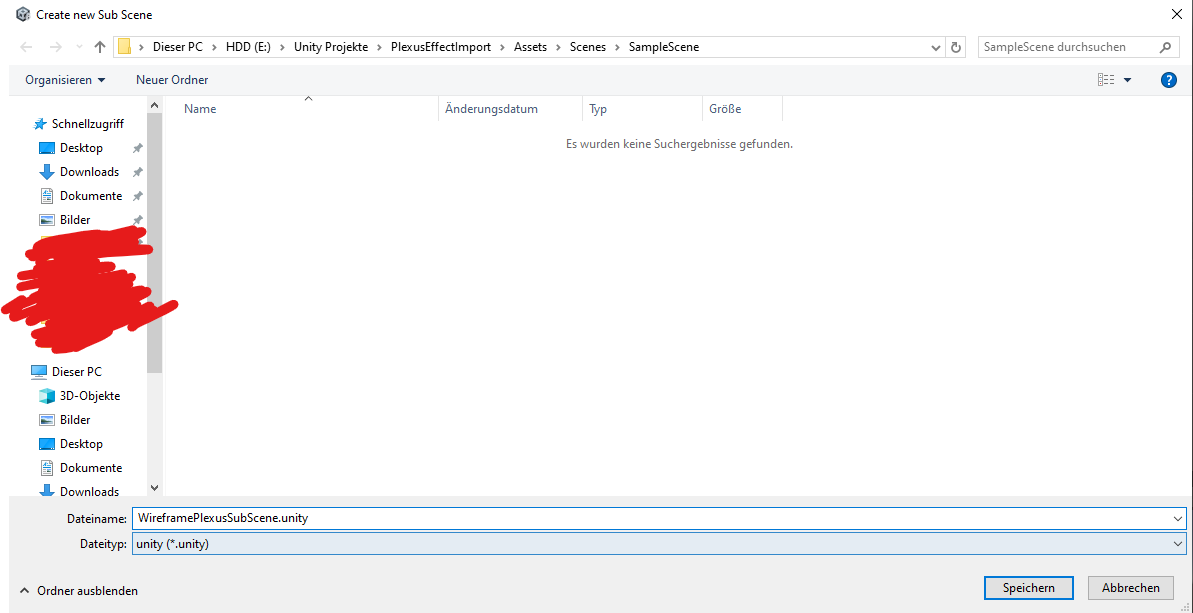 Create new Sub Scene
Dieser PC > HDD (E:) > Unity Projekte > PlexusEffectImport > Assets > Scenes > SampleScene
SampleScene durchsuchen
Organisieren
Neuer Ordner
Name
Änderungsdatum
Typ
Größe
Es wurden keine Suchergebnisse gefunden.
Schnellzugriff
Desktop
Downloads
Dokumente
Bilder
Dieser PC
3D-Objekte
Bilder
Desktop
Dokumente
Downloads
Dateiname: WireframePlexusSubScene.unity
Dateityp: unity (*.unity)
Ordner ausblenden
Speichern
Abbrechen